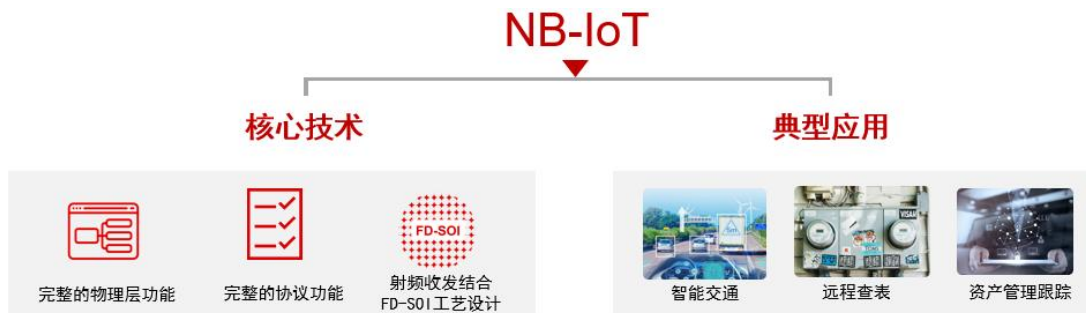 NB-IoT
核心技术
典型应用
FD-SOI
完整的物理层功能
完整的协议功能
射频收发结合
FD-SOI工艺设计
VISAM
智能交通
远程查表
资产管理跟踪